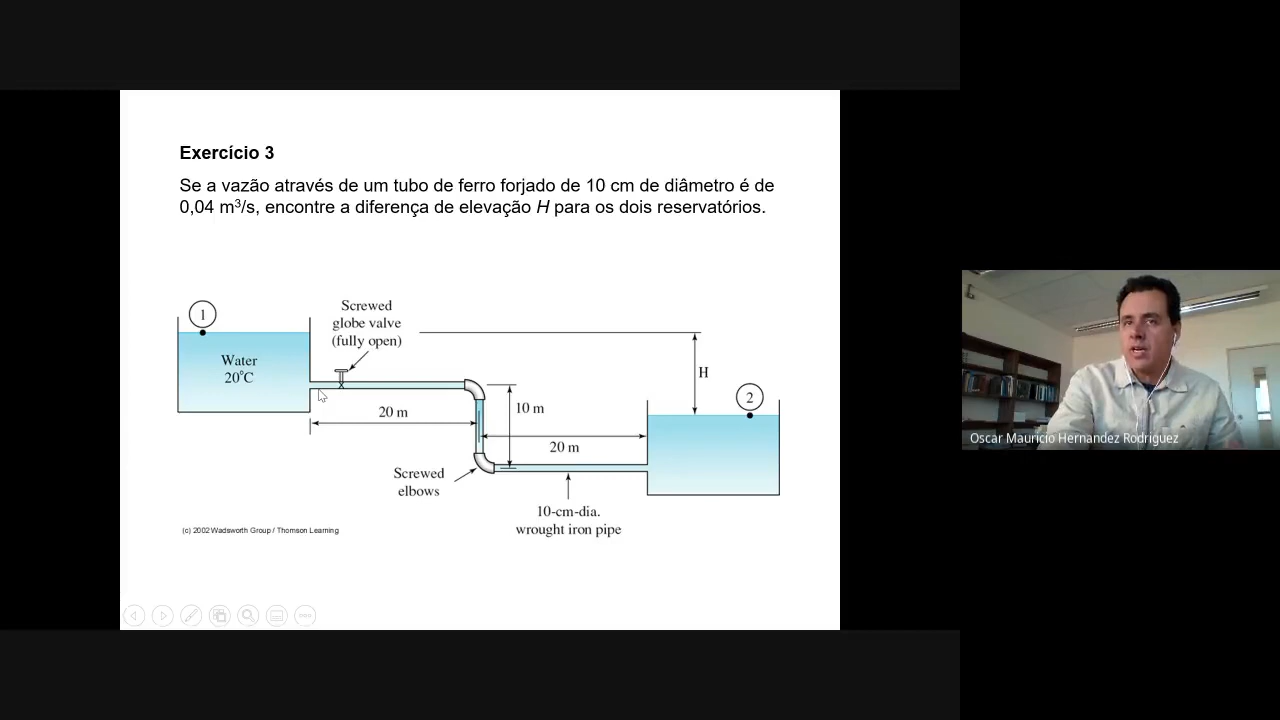 Exercício 3
Se a vazão através de um tubo de ferro forjado de 10 cm de diâmetro é de
0,04 m³/s, encontre a diferença de elevação H para os dois reservatórios.
1
Screwed
globe valve
(fully open)
Water
20°C
H
2
10 m
20 m
20 m
Screwed
elbows
10-cm-dia.
wrought iron pipe
(c) 2002 Wadsworth Group / Thomson Learning
Oscar Mauricio Hernandez Rodriguez